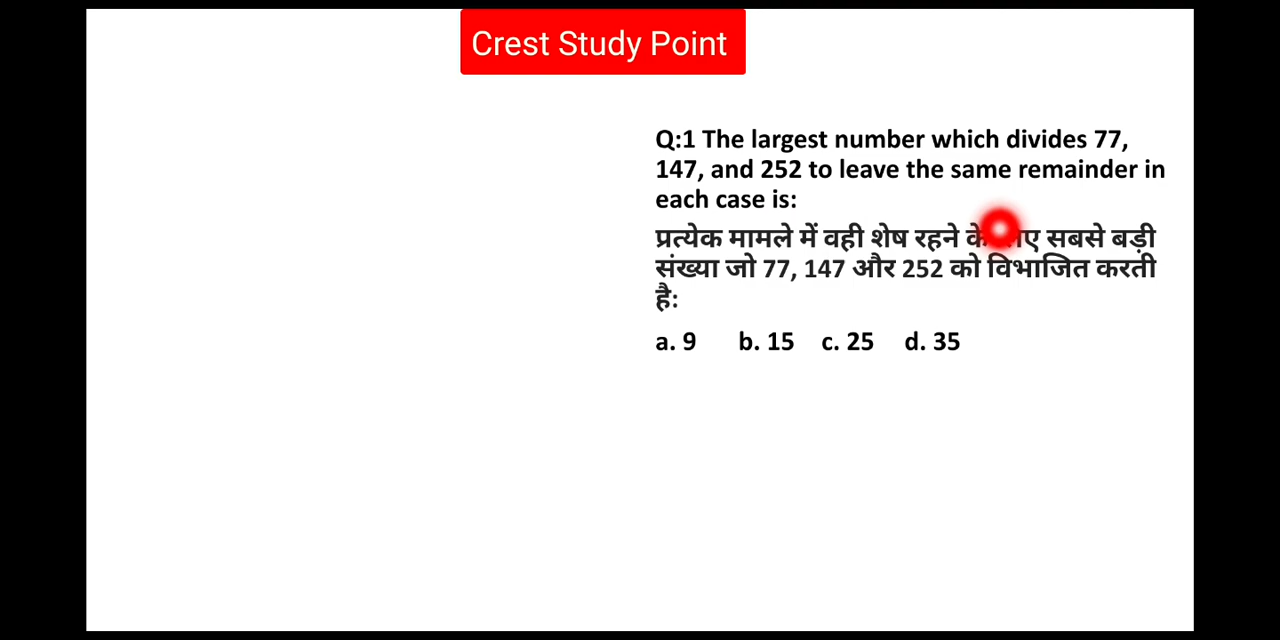 Crest Study Point
Q:1 The largest number which divides 77,
147, and 252 to leave the same remainder in
each case is:
प्रत्येक मामले में वही शेष रहने के सबसे बड़ी
संख्या जो 77, 147 और 252 को विभाजित करती
है:
a. 9 b. 15 c. 25 d. 35